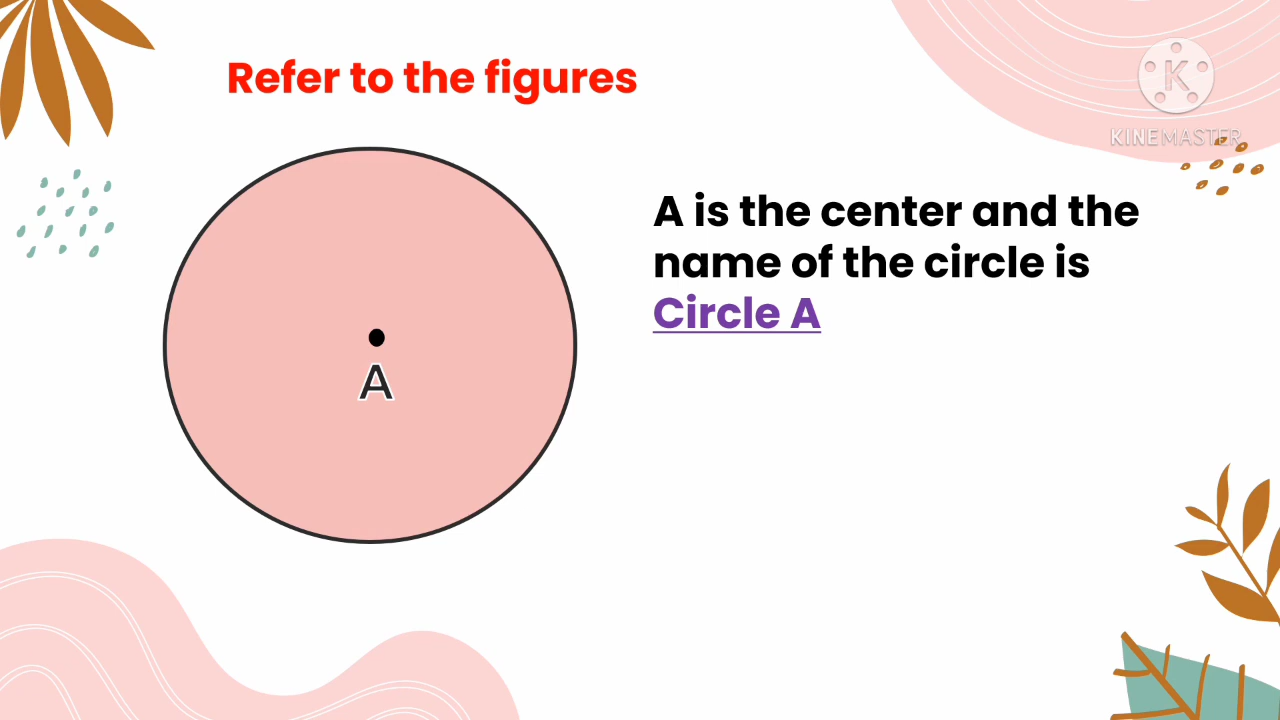 Refer to the figures
K
KINEMASTER
A is the center and the
name of the circle is
Circle A
A